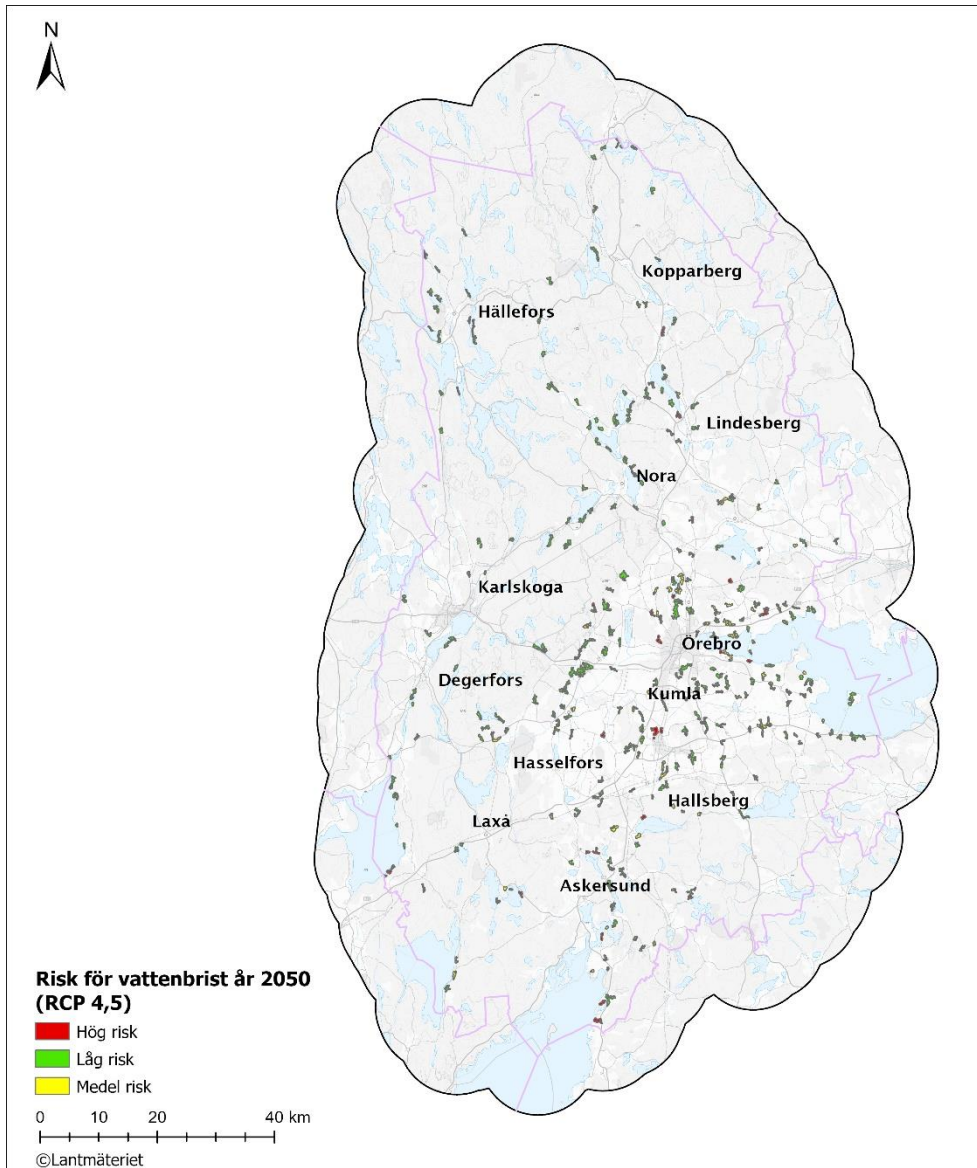 N
Kopparberg
Hällefors
Lindesberg
Nora
Karlskoga
Örebro
Degerfors
Kumla
Hasselfors
Hallsberg
Laxå
Askersund
Risk för vattenbrist år 2050
(RCP 4,5)
Hög risk
Låg risk
Medel risk
0 10 20 40 km
©Lantmäteriet